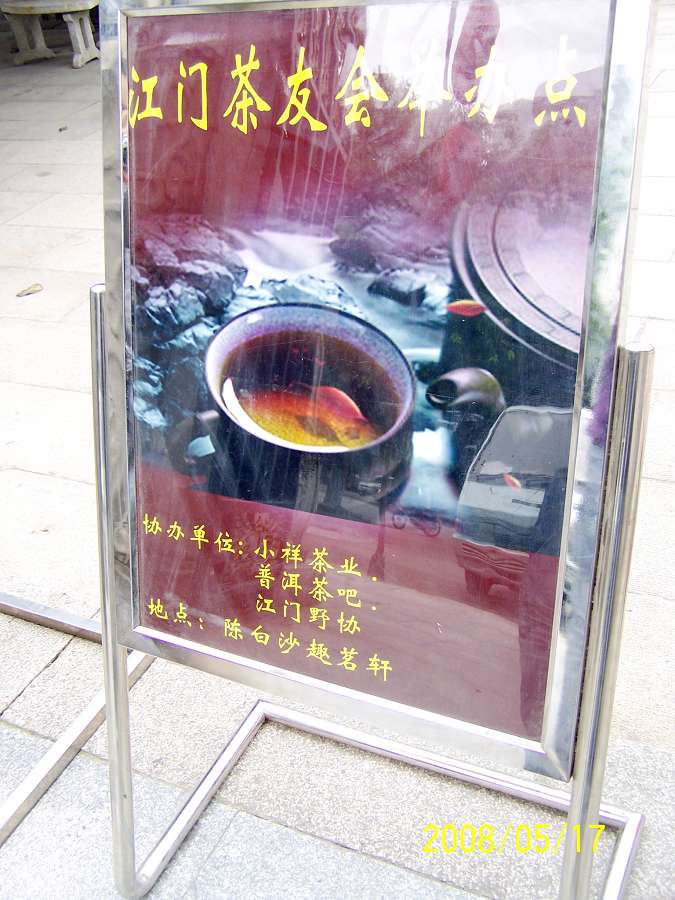 江门茶友会举办点
协办单位：小祥茶业．
普洱茶吧．
江门野协
地点：陈白沙趣茗轩
2008/05/17